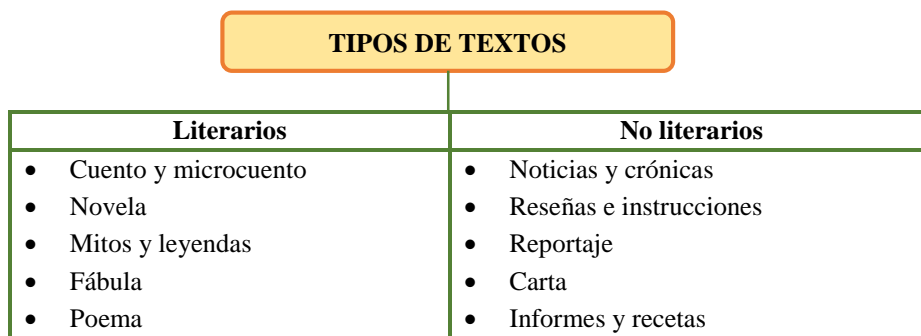 TIPOS DE TEXTOS
Literarios No literarios
• Cuento y microcuento • Noticias y crónicas
• Novela • Reseñas e instrucciones
• Mitos y leyendas • Reportaje
• Fábula • Carta
• Poema • Informes y recetas